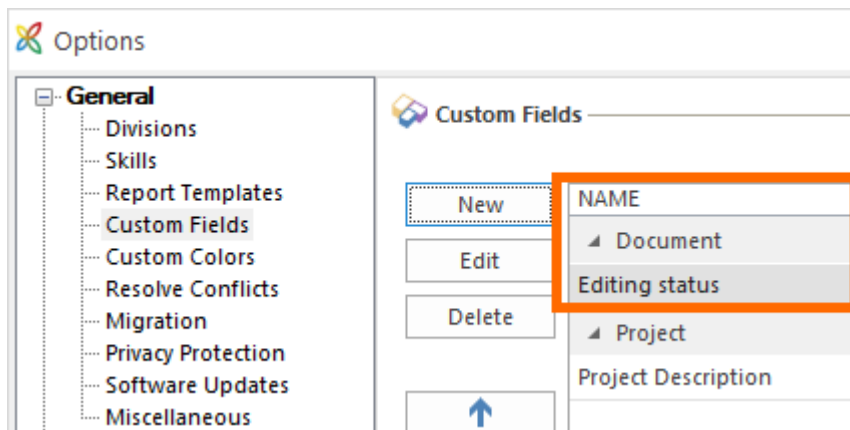 Options
General
Divisions
Skills
Report Templates
Custom Fields
Custom Colors
Resolve Conflicts
Migration
Privacy Protection
Software Updates
Miscellaneous
Custom Fields
New
Edit
Delete
NAME
Document
Editing status
Project
Project Description